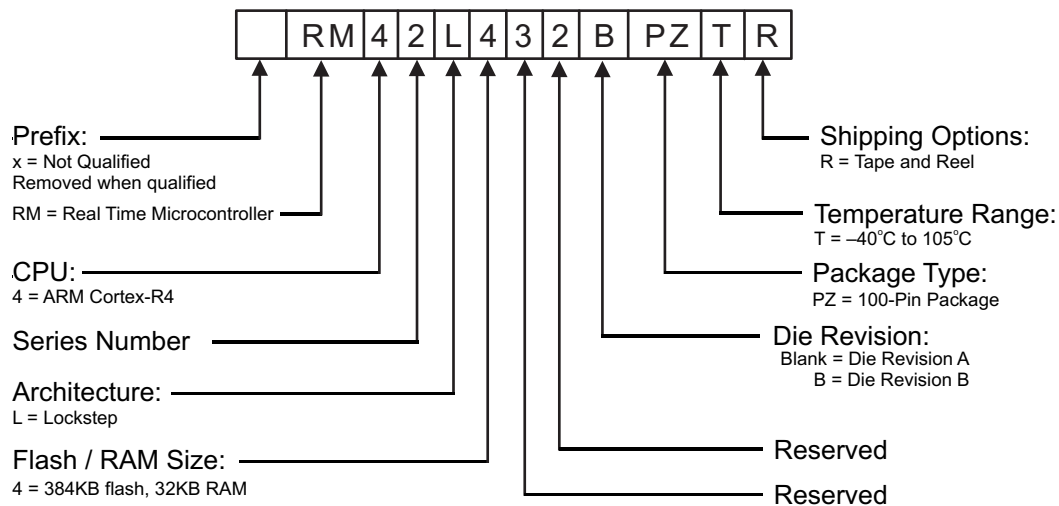 RM 4 2 L 4 3 2 B PZ T R
Prefix:
x = Not Qualified
Removed when qualified
RM = Real Time Microcontroller
CPU:
4 = ARM Cortex-R4
Series Number
Architecture:
L = Lockstep
Flash / RAM Size:
4 = 384KB flash, 32KB RAM
Shipping Options:
R = Tape and Reel
Temperature Range:
T = –40°C to 105°C
Package Type:
PZ = 100-Pin Package
Die Revision:
Blank = Die Revision A
B = Die Revision B
Reserved
Reserved